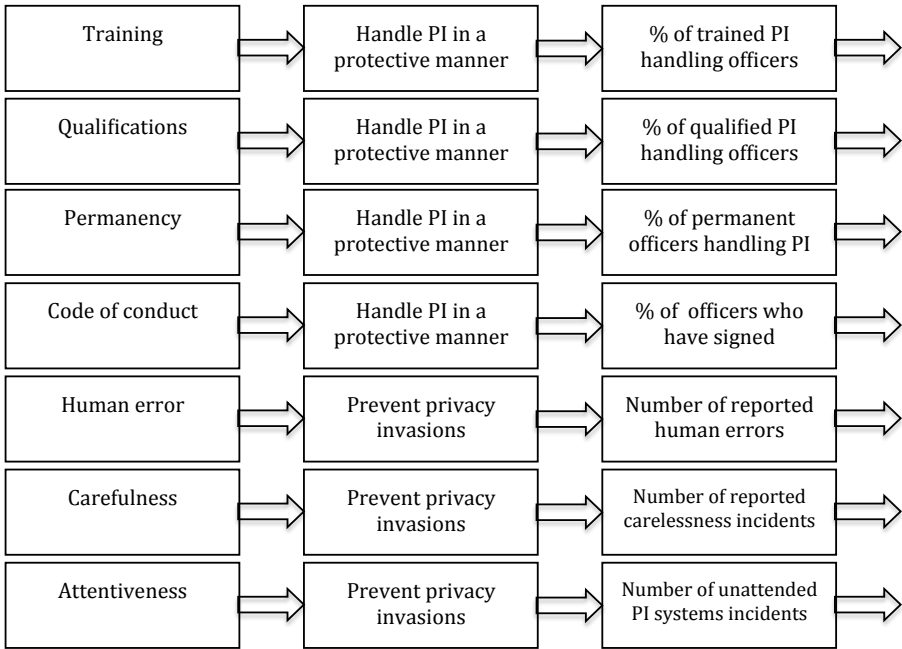 Training
Handle PI in a
protective manner
% of trained PI
handling officers
Qualifications
Handle PI in a
protective manner
% of qualified PI
handling officers
Permanency
Handle PI in a
protective manner
% of permanent
officers handling PI
Code of conduct
Handle PI in a
protective manner
% of officers who
have signed
Human error
Prevent privacy
invasions
Number of reported
human errors
Carefulness
Prevent privacy
invasions
Number of reported
carelessness incidents
Attentiveness
Prevent privacy
invasions
Number of unattended
PI systems incidents